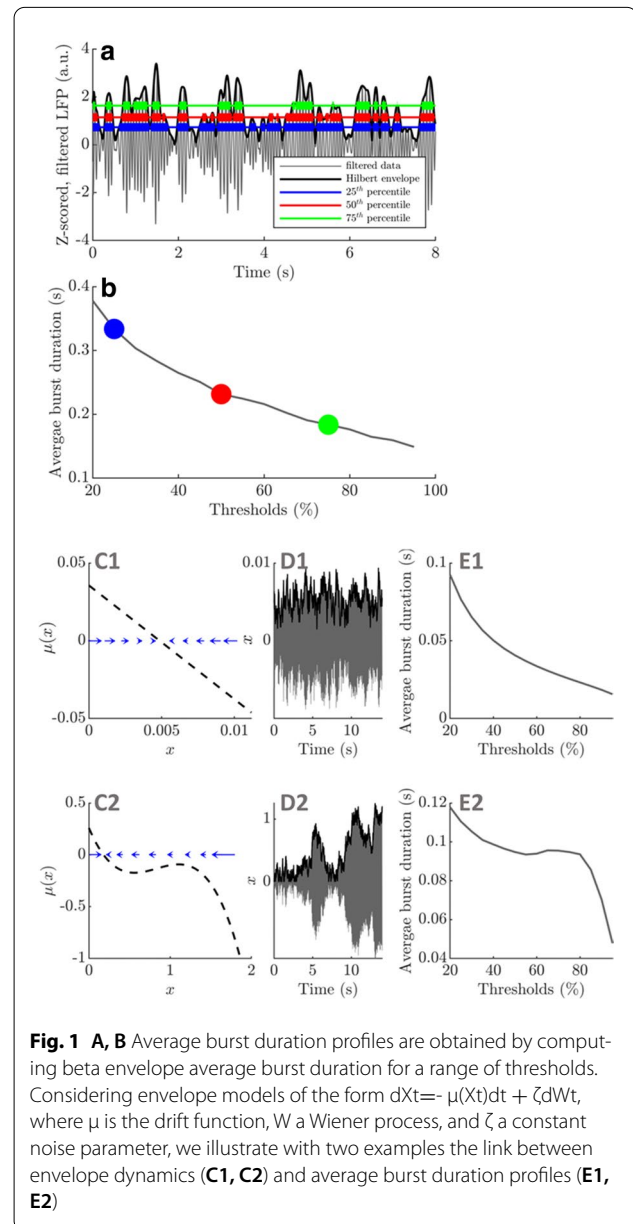 a
Z-scored, filtered LFP (a.u.)
4
2
0
-2
-4
filtered data
Hilbert envelope
25th percentile
50th percentile
75th percentile
0 2 4 6 8
Time (s)
b
Avergae burst duration (s)
0.4
0.3
0.2
0.1
20 40 60 80 100
Thresholds (%)
C1
μ(x)
0.05
0
-0.05
0 0.005 0.01
x
D1
x
0.01
0
0 5 10
Time (s)
E1
Avergae burst duration (s)
0.1
0.05
0
20 40 60 80
Thresholds (%)
C2
μ(x)
0.5
0
-0.5
-1
0 1 2
x
D2
x
1
0
0 5 10
Time (s)
E2
Avergae burst duration (s)
0.12
0.1
0.08
0.06
0.04
20 40 60 80
Thresholds (%)
Fig. 1 A, B Average burst duration profiles are obtained by comput-
ing beta envelope average burst duration for a range of thresholds.
Considering envelope models of the form dXt=- μ(Xt)dt + ζdWt,
where μ is the drift function, W a Wiener process, and ζ a constant
noise parameter, we illustrate with two examples the link between
envelope dynamics (C1, C2) and average burst duration profiles (E1,
E2)